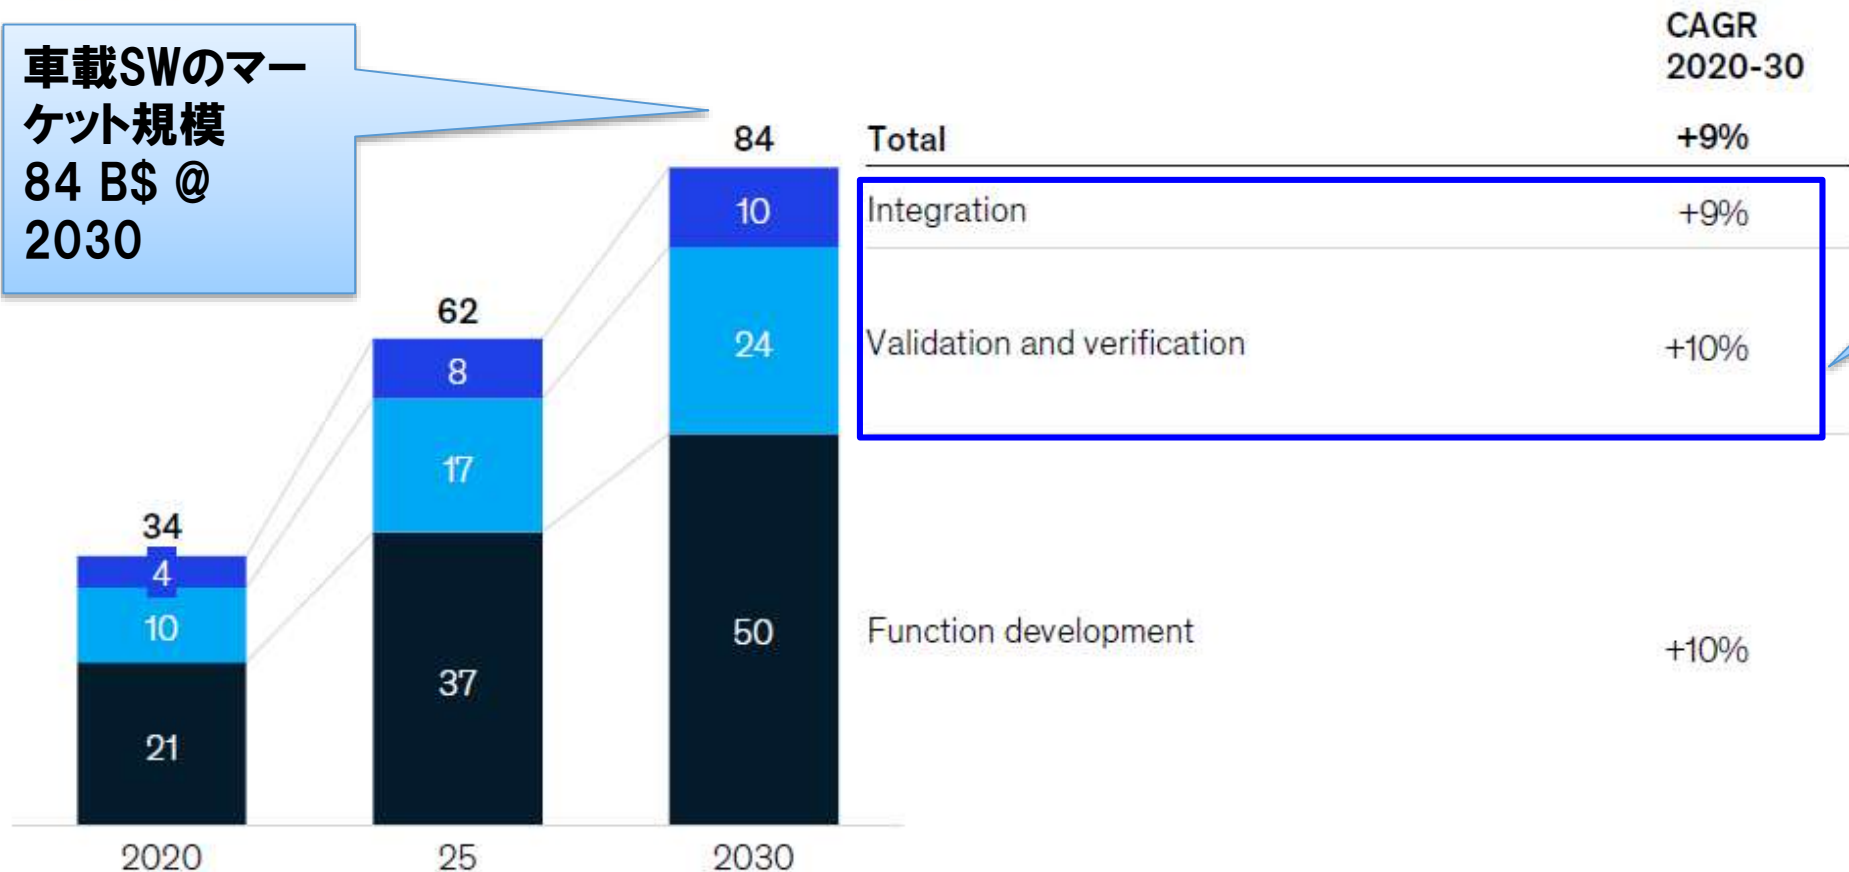 車載SWのマー
ケット規模
84 B$ @
2030
CAGR
2020-30
84
Total
+9%
10
Integration
+9%
24
Validation and verification
+10%
50
Function development
+10%
62
8
17
37
34
4
10
21
2020
25
2030